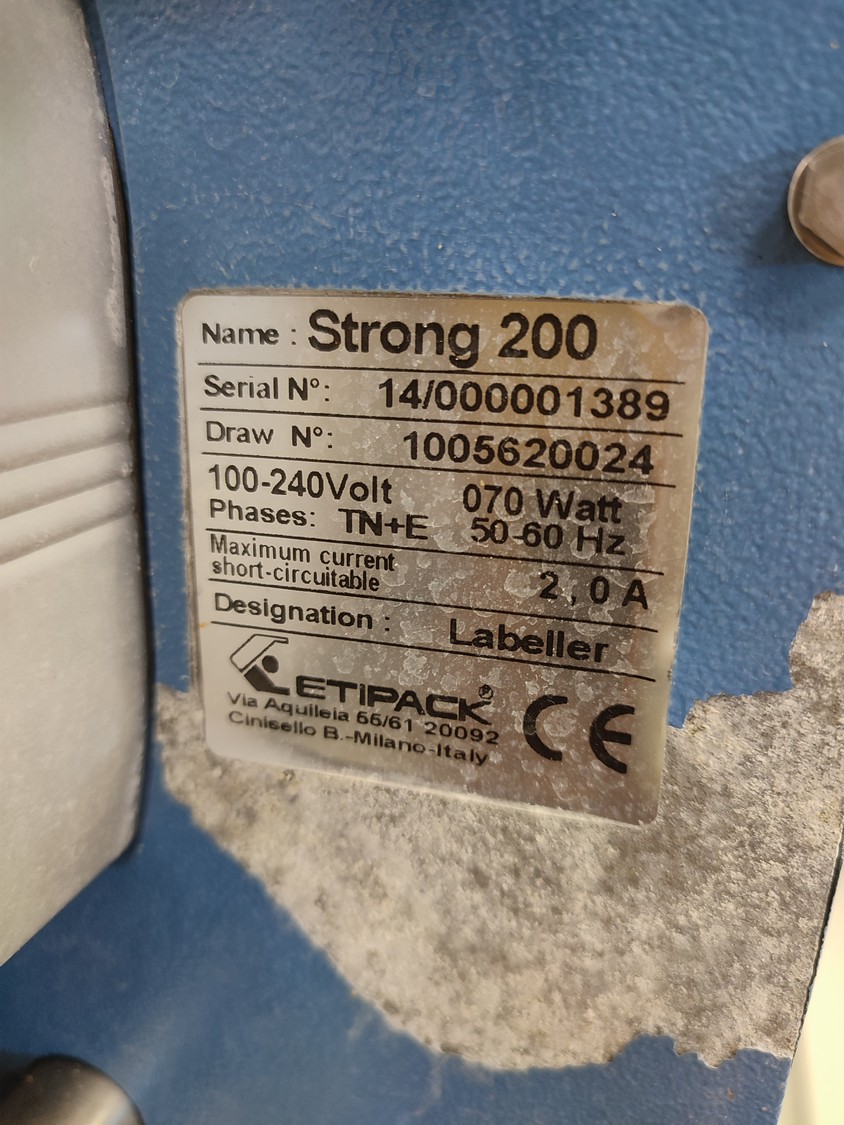 Name : Strong 200
Serial N°: 14/000001389
Draw N°: 1005620024
100-240Volt 070 Watt
Phases: TN+E 50-60 Hz
Maximum current
short-circuitable 2,0 A
Designation : Labeller
ETIPACK®
Via Aquileia 55/61 20092
Cinisello B.-Milano-Italy
CE